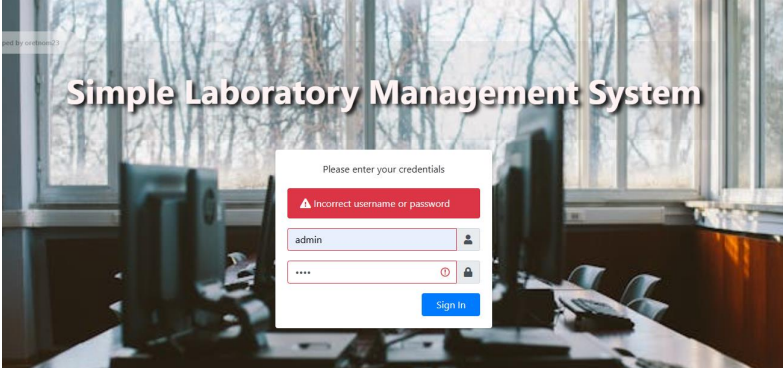 ped by oretnom23
Simple Laboratory Management System
Please enter your credentials
Incorrect username or password
admin
••••
Sign In